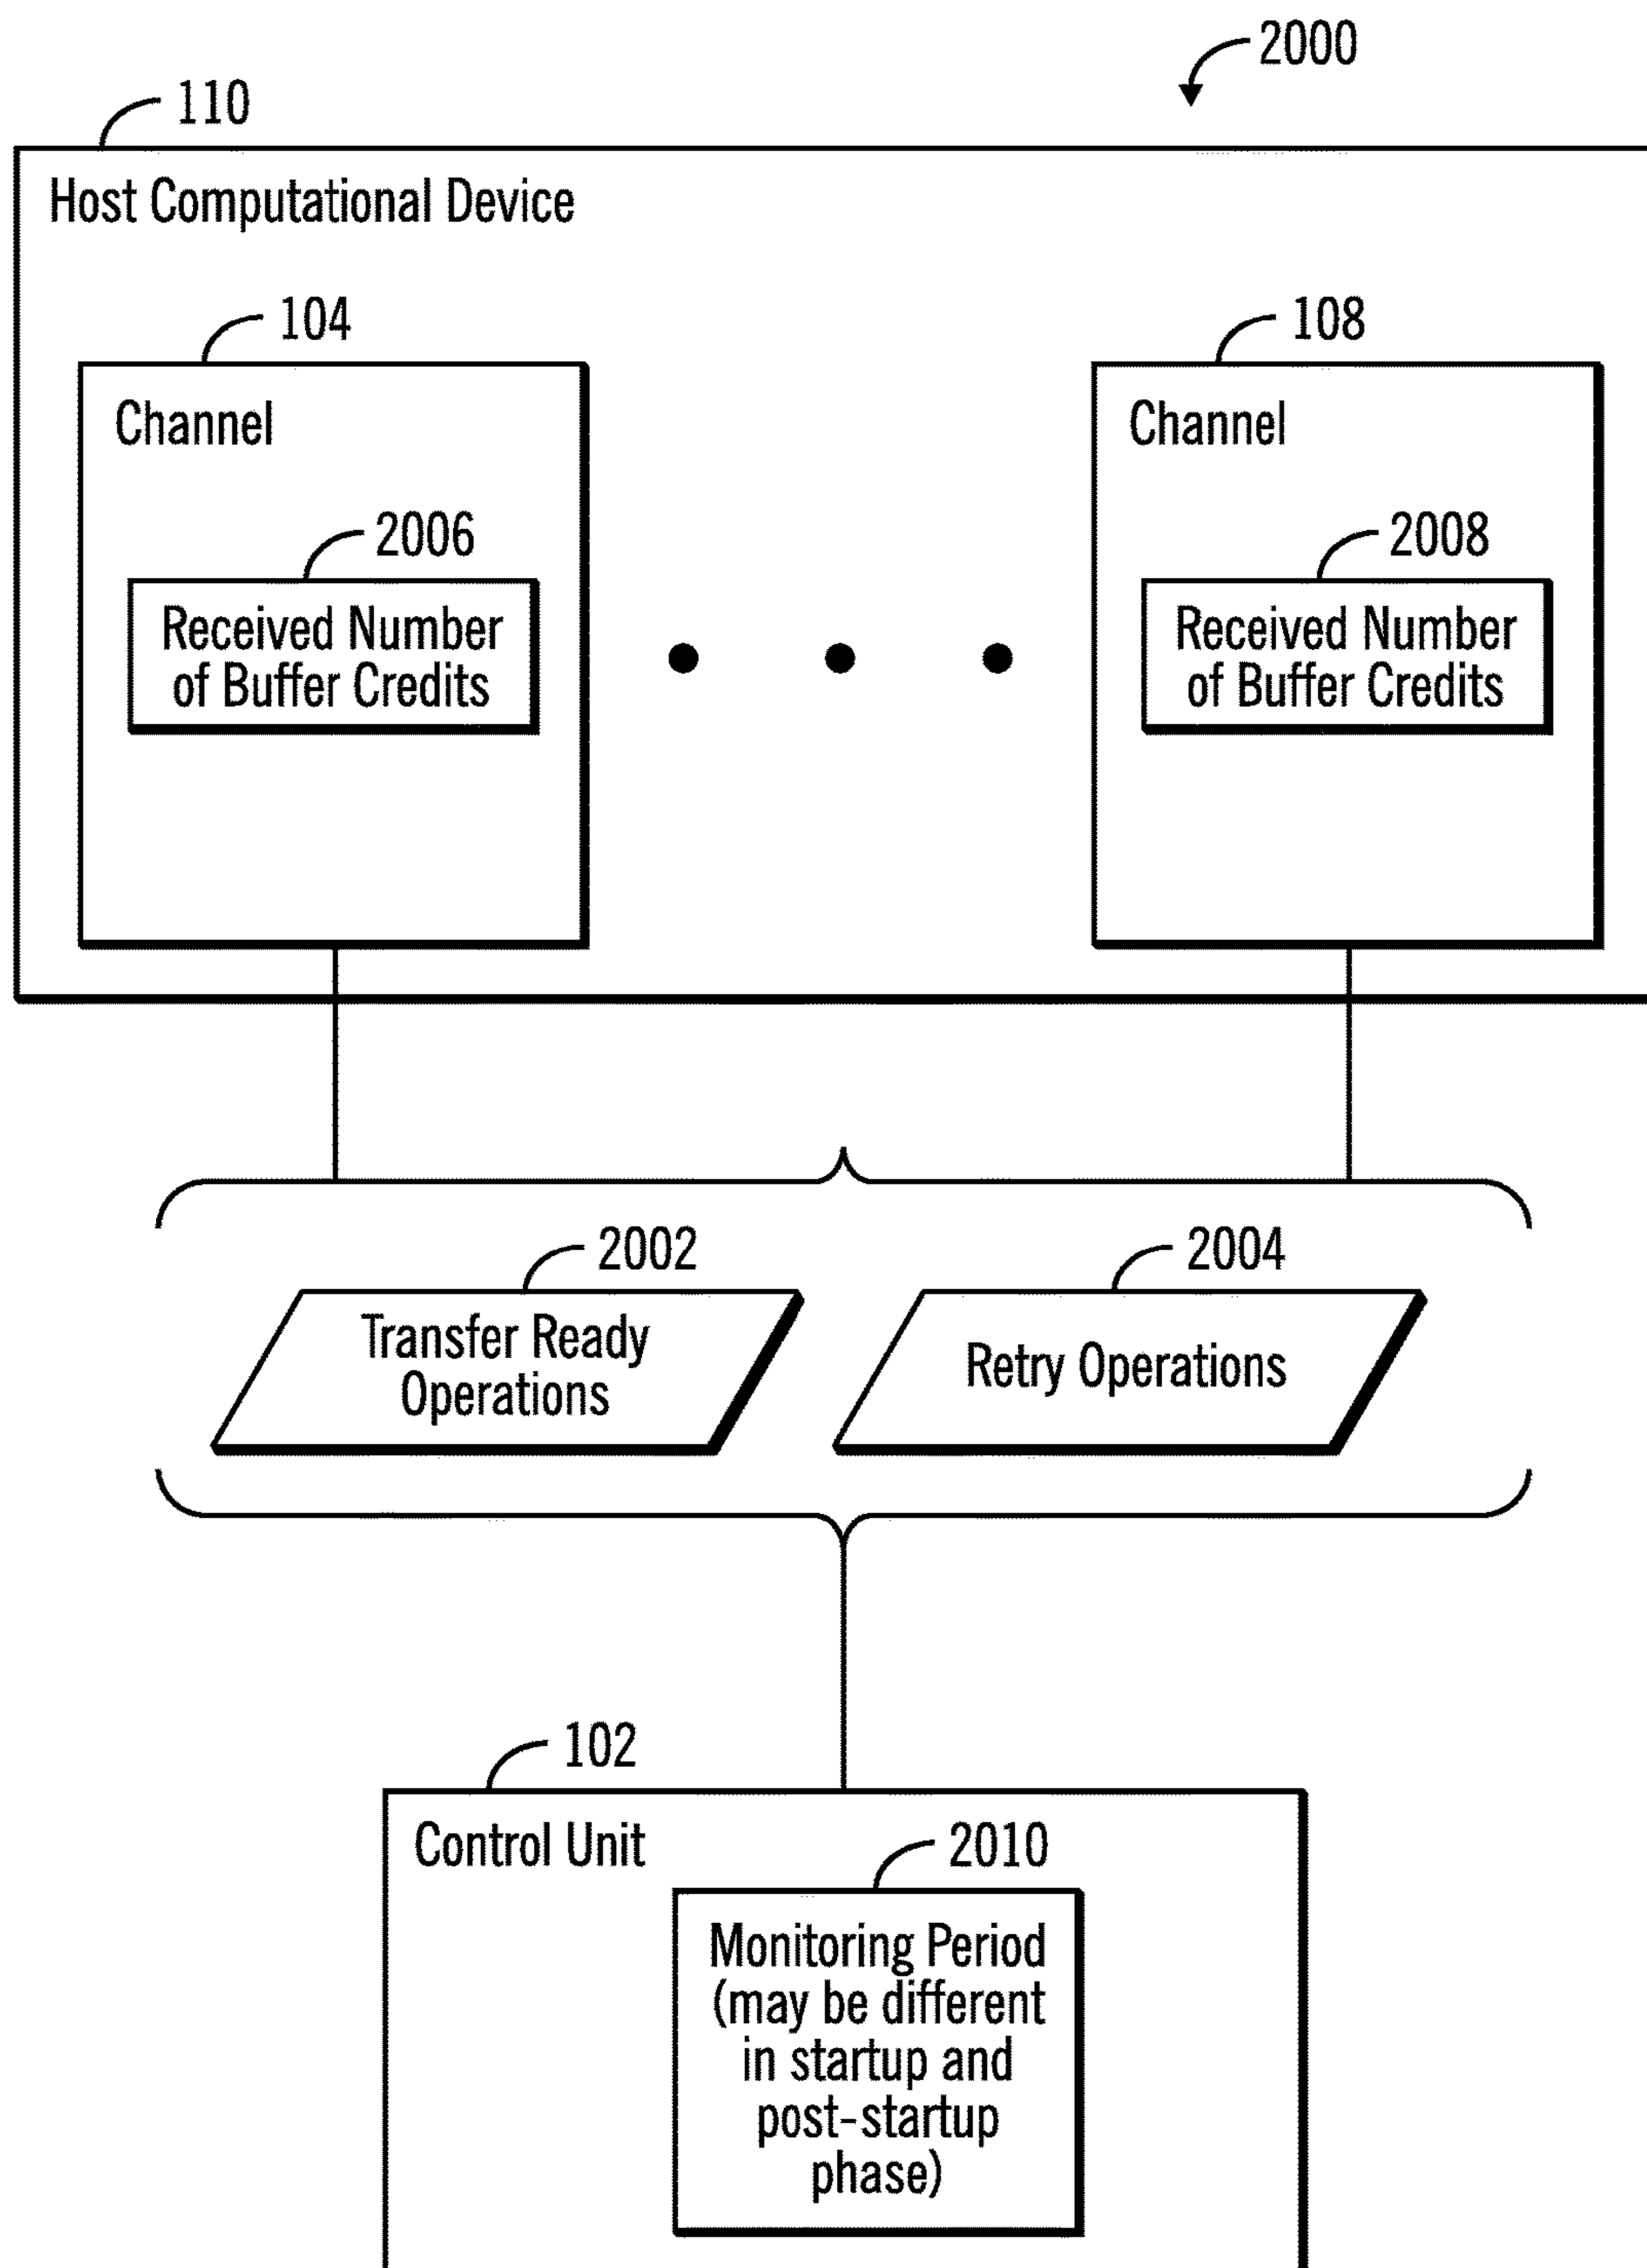 2000
110
Host Computational Device
104
108
Channel
Channel
2006
2008
Received Number
of Buffer Credits
Received Number
of Buffer Credits
2002
2004
Transfer Ready
Operations
Retry Operations
102
Control Unit
2010
Monitoring Period
(may be different
in startup and
post-startup
phase)